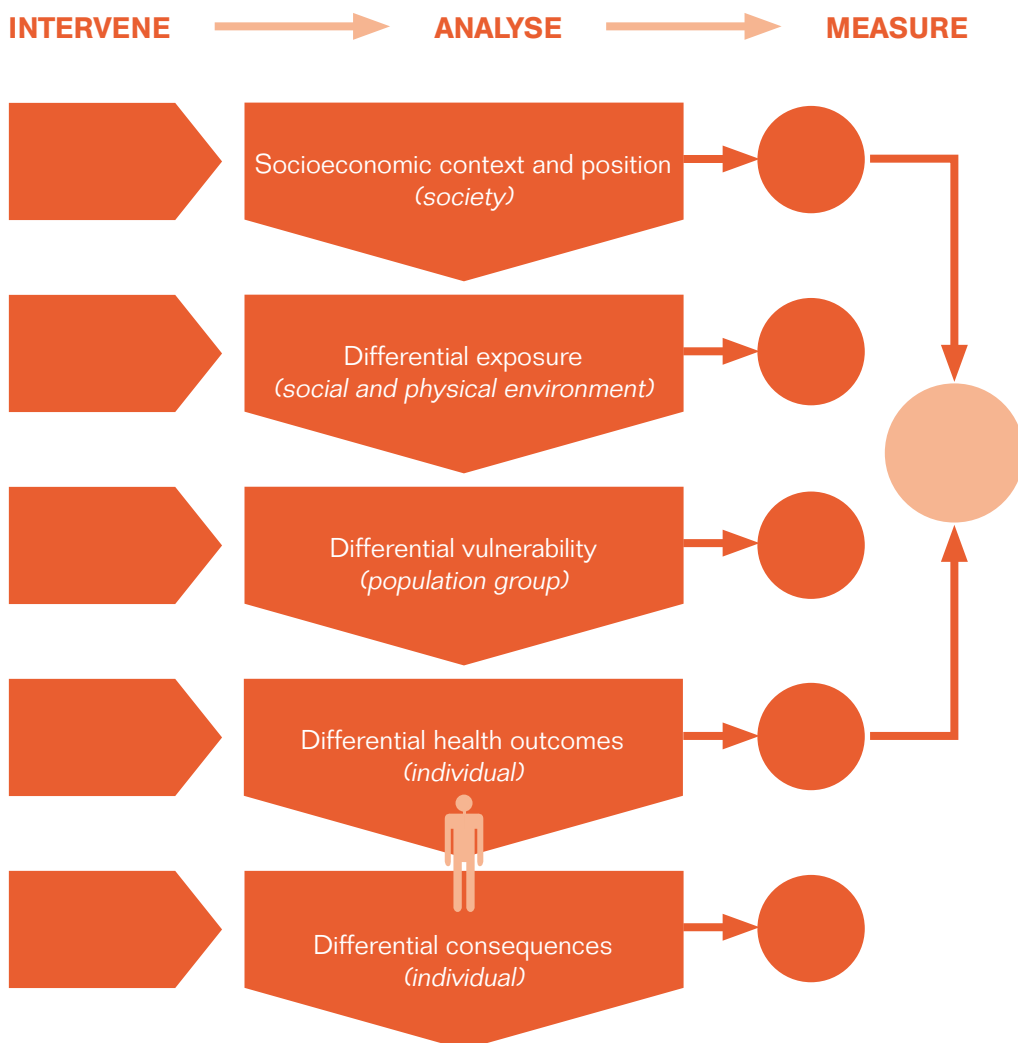 INTERVENE
ANALYSE
MEASURE
Socioeconomic context and position
(society)
Differential exposure
(social and physical environment)
Differential vulnerability
(population group)
Differential health outcomes
(individual)
Differential consequences
(individual)